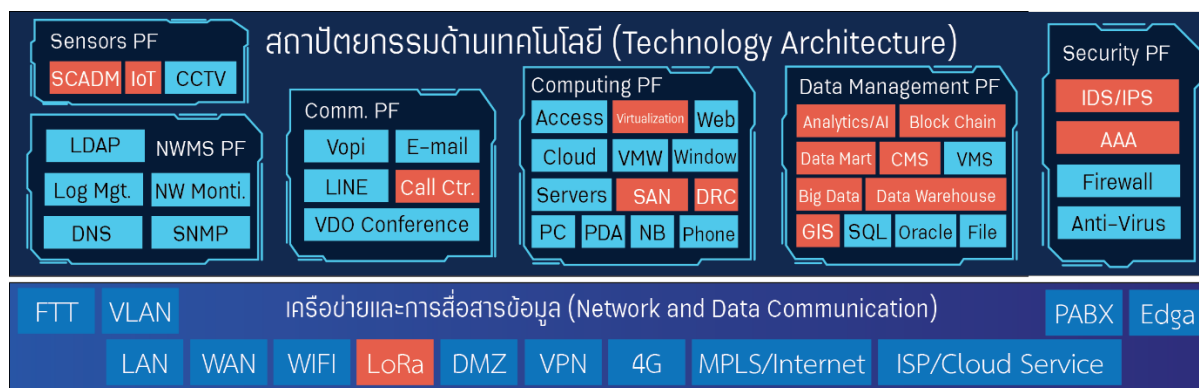 สถาปัตยกรรมด้านเทคโนโลยี (Technology Architecture)
Sensors PF
SCADM IoT CCTV
LDAP NWMS PF
Log Mgt. NW Monti.
DNS SNMP
Comm. PF
Vopi E-mail
LINE Call Ctr.
VDO Conference
Computing PF
Access Virtualization Web
Cloud VMW Window
Servers SAN DRC
PC PDA NB Phone
Data Management PF
Analytics/AI Block Chain
Data Mart CMS VMS
Big Data Data Warehouse
GIS SQL Oracle File
Security PF
IDS/IPS
AAA
Firewall
Anti-Virus
FTT VLAN เครือข่ายและการสื่อสารข้อมูล (Network and Data Communication) PABX Edga
LAN WAN WIFI LoRa DMZ VPN 4G MPLS/Internet ISP/Cloud Service